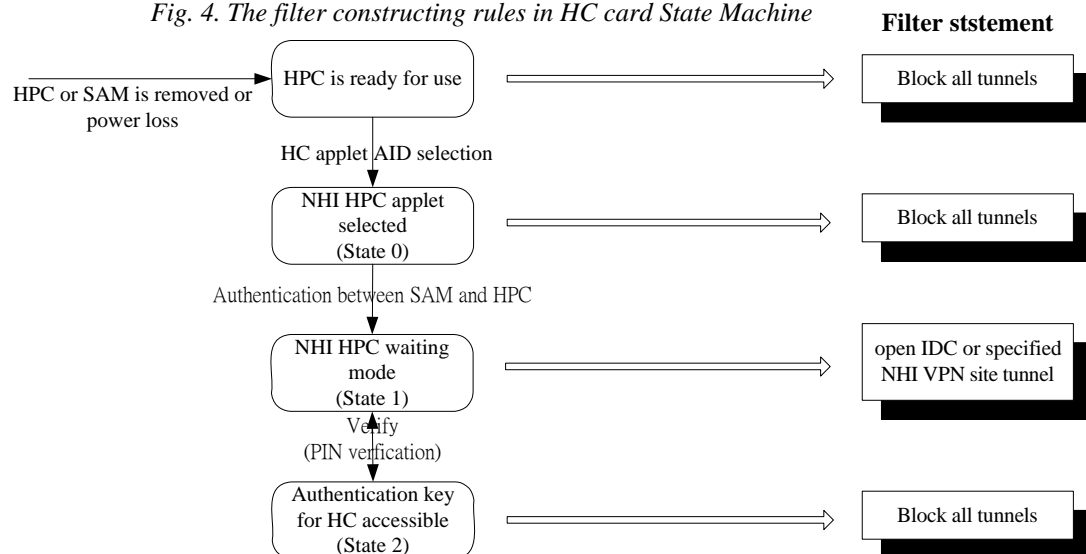 Fig. 4. The filter constructing rules in HC card State Machine
Filter ststement
HPC is ready for use
Block all tunnels
HPC or SAM is removed or
power loss
HC applet AID selection
NHI HPC applet
selected
(State 0)
Block all tunnels
Authentication between SAM and HPC
NHI HPC waiting
mode
(State 1)
open IDC or specified
NHI VPN site tunnel
Verify
(PIN verfication)
Authentication key
for HC accessible
(State 2)
Block all tunnels